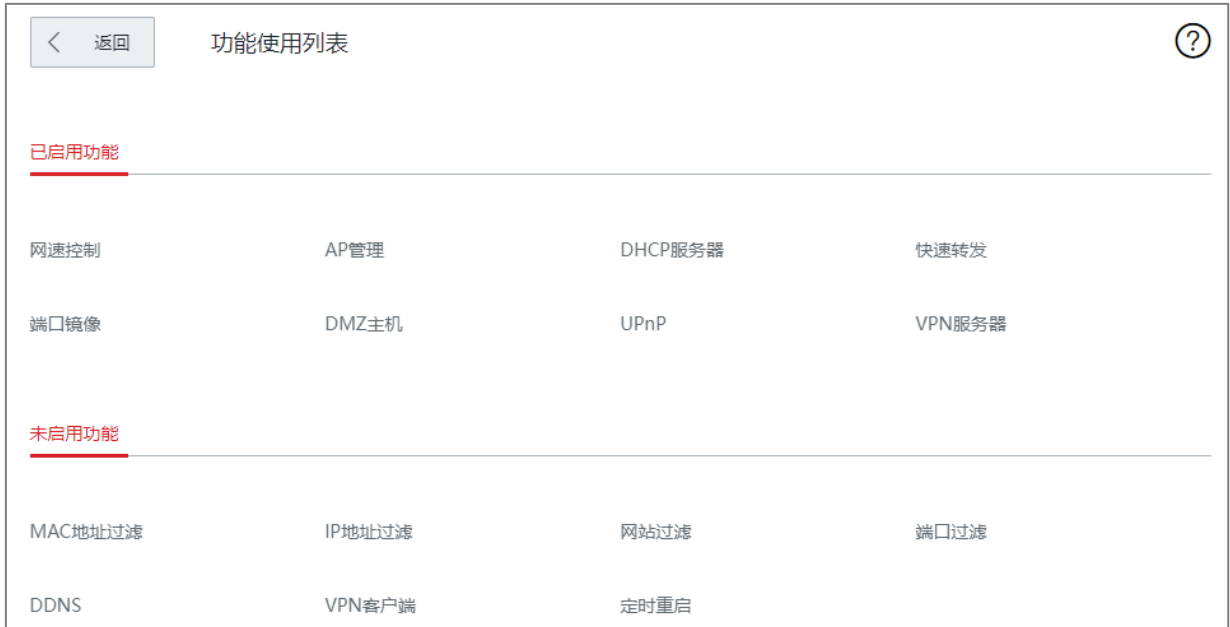 返回 功能使用列表 ?
已启用功能
网速控制 AP管理 DHCP服务器 快速转发
端口镜像 DMZ主机 UPnP VPN服务器
未启用功能
MAC地址过滤 IP地址过滤 网站过滤 端口过滤
DDNS VPN客户端 定时重启